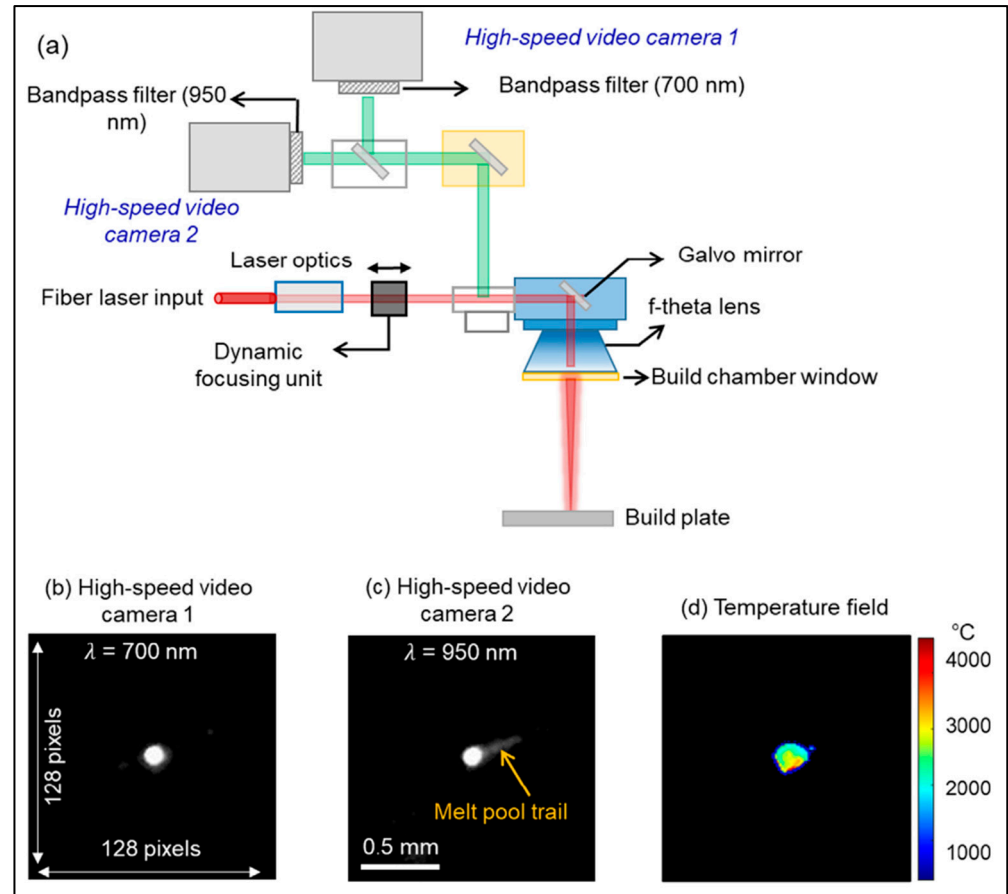 (a)
High-speed video camera 1
Bandpass filter (950
nm)
Bandpass filter (700 nm)
High-speed video
camera 2
Laser optics
Galvo mirror
Fiber laser input
f-theta lens
Dynamic
focusing unit
Build chamber window
Build plate
(b) High-speed video
camera 1
(c) High-speed video
camera 2
(d) Temperature field
°C
λ = 700 nm
λ = 950 nm
4000
128 pixels
3000
Melt pool trail
2000
128 pixels
0.5 mm
1000